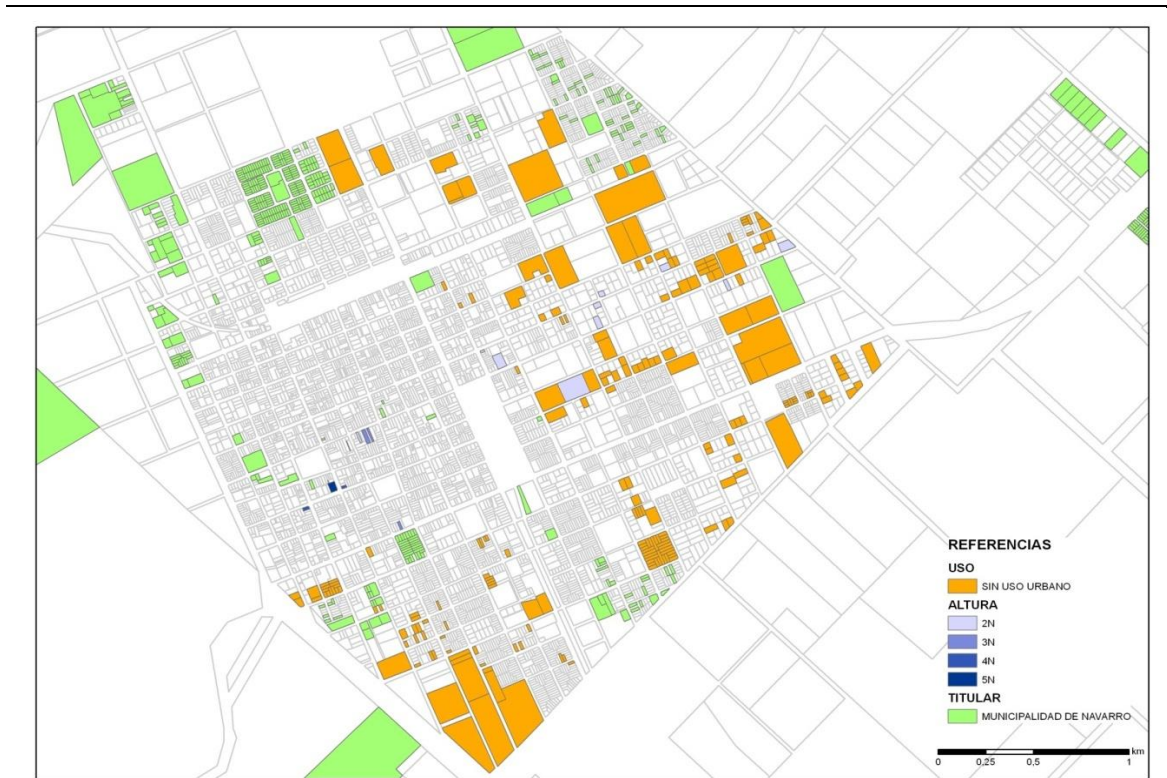 REFERENCIAS
USO
SIN USO URBANO
ALTURA
2N
3N
4N
5N
TITULAR
MUNICIPALIDAD DE NAVARRO
km
0 0,25 0,5 1